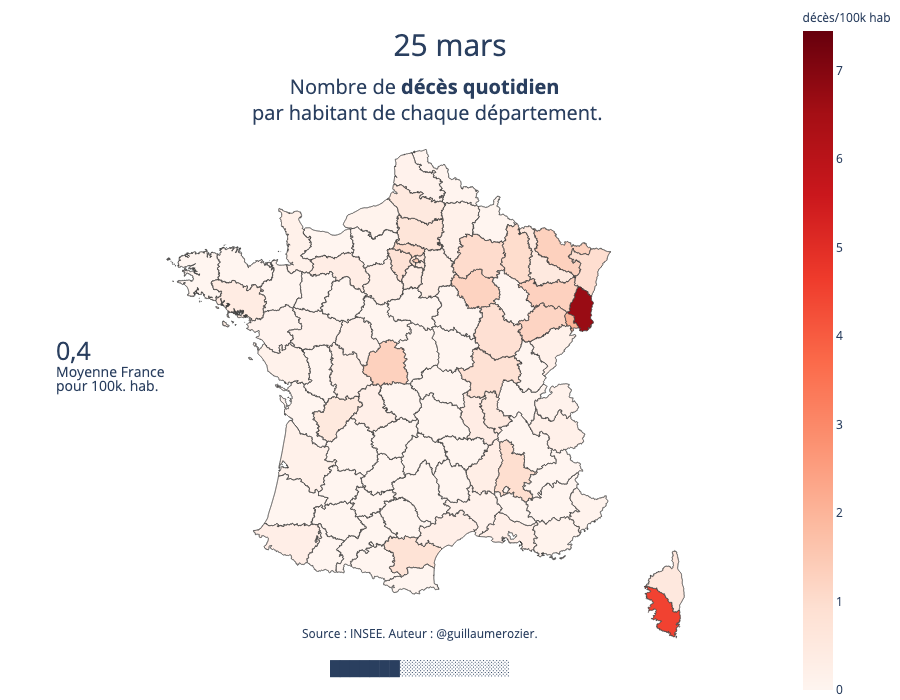 25 mars
Nombre de décès quotidien
par habitant de chaque département.
décès/100k hab
7
6
5
4
3
2
1
0
0,4
Moyenne France
pour 100k. hab.
Source : INSEE. Auteur : @guillaumerozier.